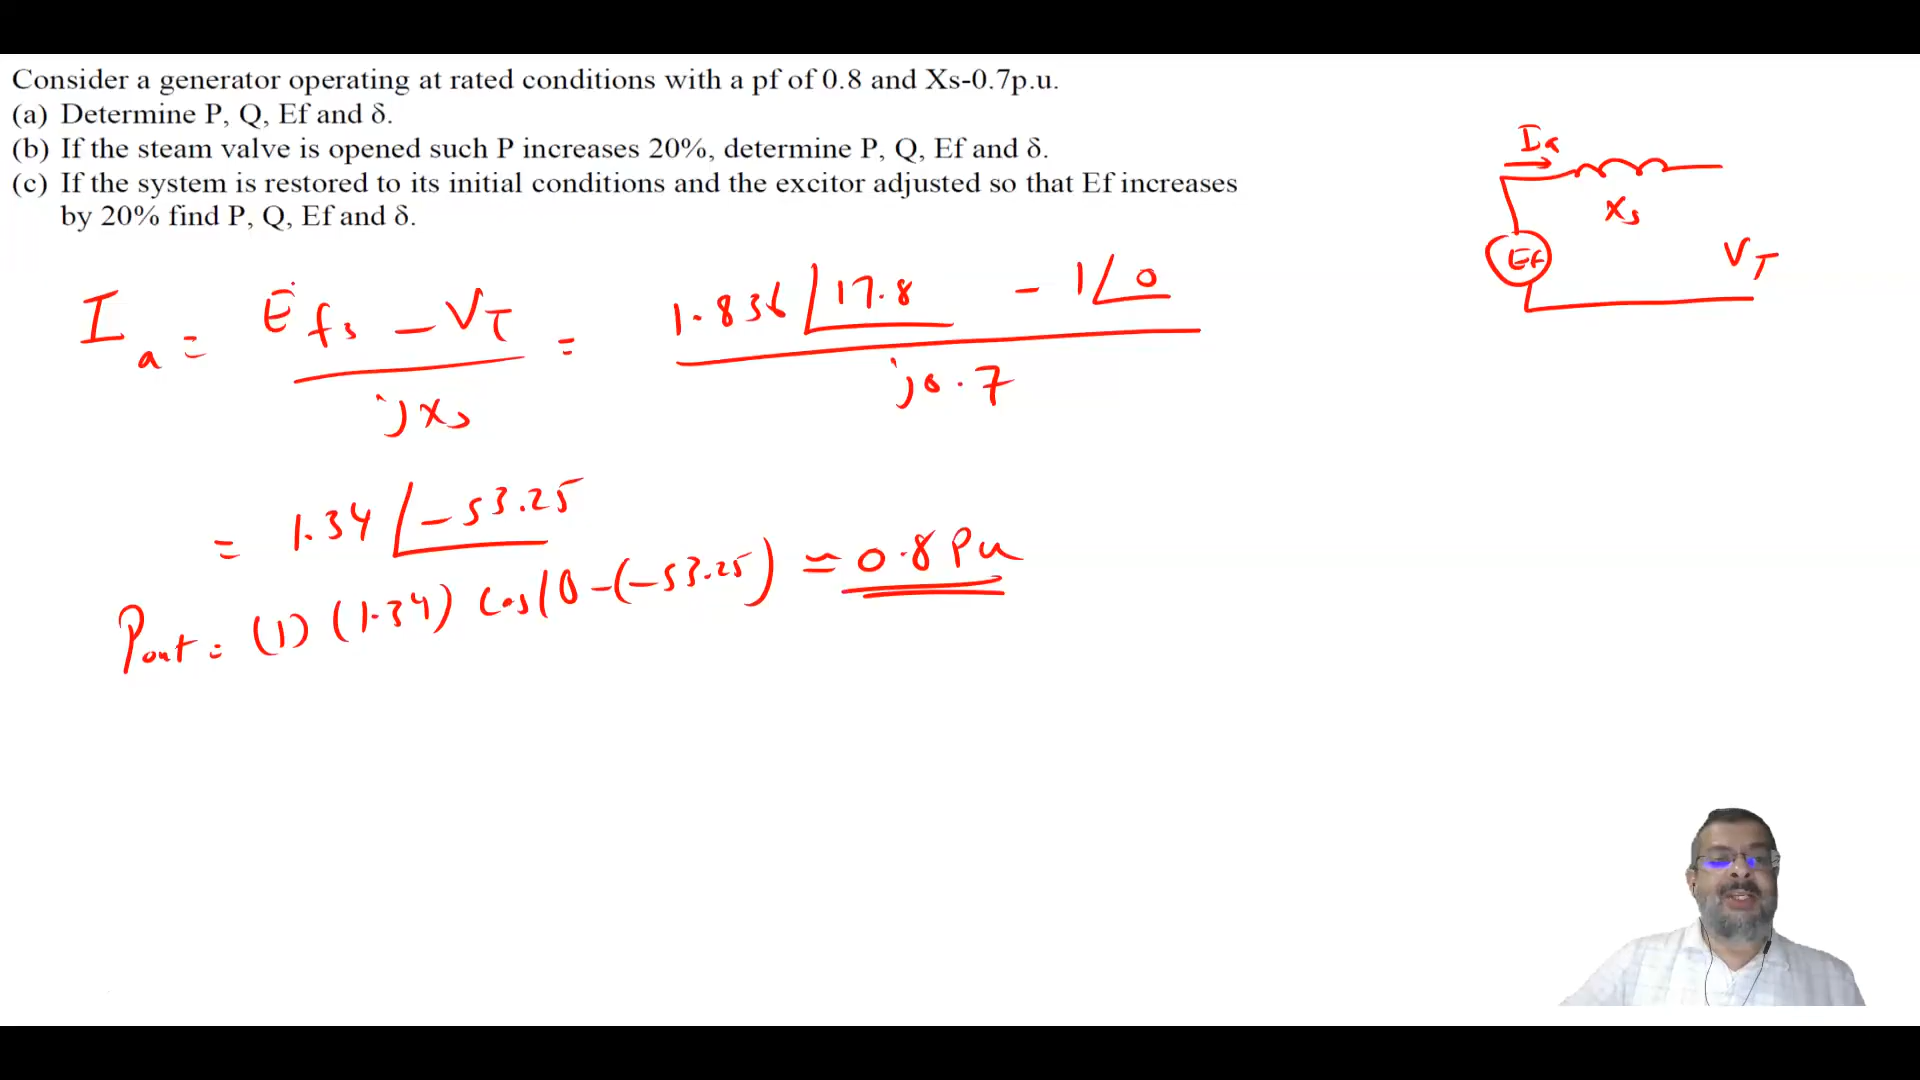 Consider a generator operating at rated conditions with a pf of 0.8 and Xs-0.7p.u.
(a) Determine P, Q, Ef and δ.
(b) If the steam valve is opened such P increases 20%, determine P, Q, Ef and δ.
(c) If the system is restored to its initial conditions and the excitor adjusted so that Ef increases
by 20% find P, Q, Ef and δ.
Ia
Xs
Ef
VT
Ia = Ef3 - VT / jXs = 1.836∠17.8 - 1∠0 / j0.7
= 1.34∠-53.25
Pout = (1) (1.34) cos(0-(-53.25) ≈ 0.8 Pu